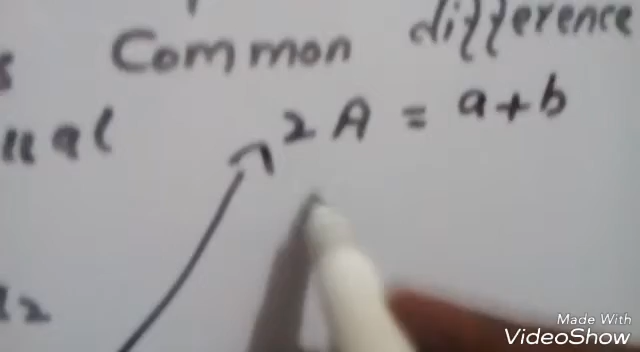 Common difference
2A = a+b
Made With
VideoShow